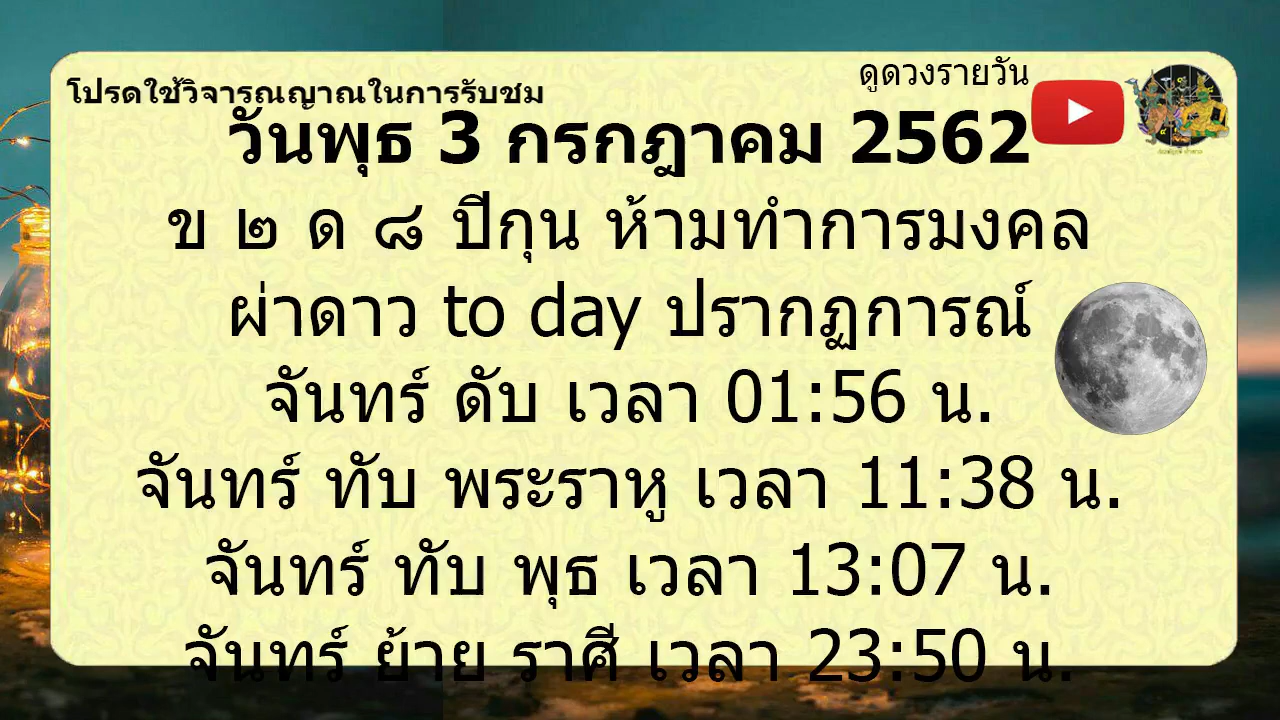 โปรดใช้วิจารณญาณในการรับชม
ดูดวงรายวัน
วันพุธ 3 กรกฎาคม 2562
ข ๒ ด ๘ ปีกุน ห้ามทำการมงคล
ผ่าดาว to day ปรากฏการณ์
จันทร์ ดับ เวลา 01:56 น.
จันทร์ ทับ พระราหู เวลา 11:38 น.
จันทร์ ทับ พุธ เวลา 13:07 น.
จันทร์ ย้าย ราศี เวลา 23:50 น.